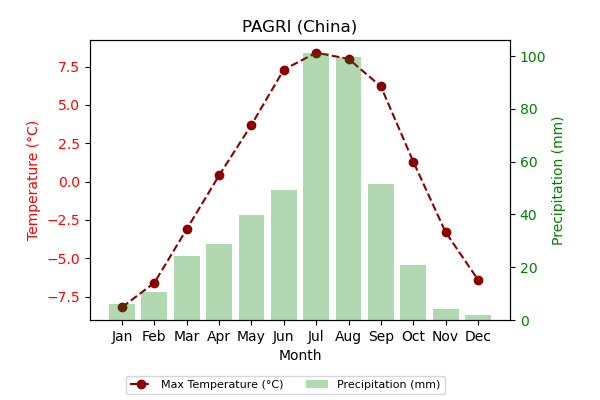 PAGRI (China)
7.5
5.0
2.5
0.0
−2.5
−5.0
−7.5
Temperature (°C)
100
80
60
40
20
0
Precipitation (mm)
Jan Feb Mar Apr May Jun Jul Aug Sep Oct Nov Dec
Month
Max Temperature (°C) Precipitation (mm)